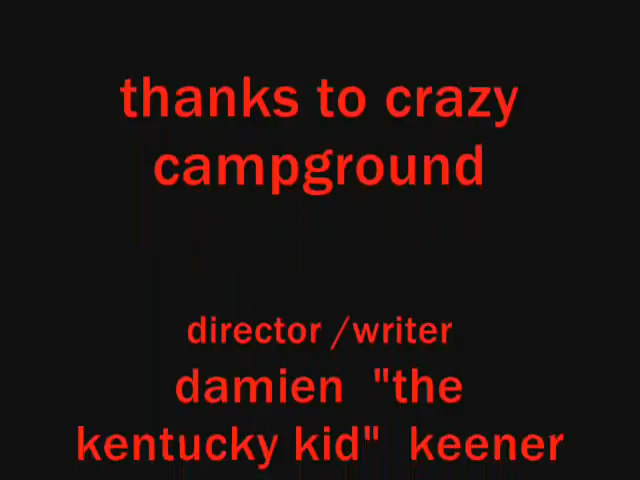 thanks to crazy
campground
director /writer
damien "the
kentucky kid" keener